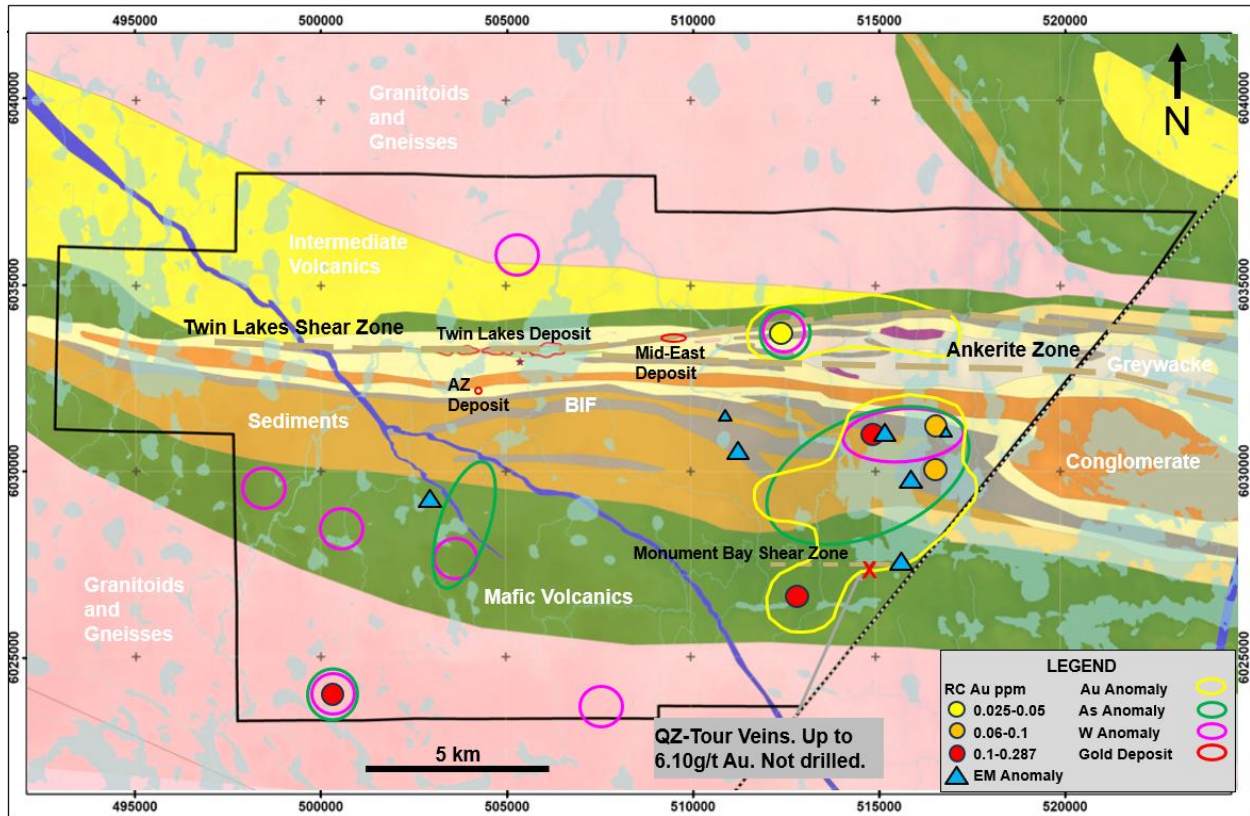 495000 500000 505000 510000 515000 520000
6040000
6040000
N
Granitoids
and
Gneisses
Intermediate
Volcanics
6035000
6035000
Twin Lakes Shear Zone
Twin Lakes Deposit
Mid-East
Deposit
Ankerite Zone
Greywacke
AZ
Deposit
BIF
Sediments
Conglomerate
6030000
6030000
Monument Bay Shear Zone
X
Mafic Volcanics
Granitoids
and
Gneisses
6025000
6025000
QZ-Tour Veins. Up to
6.10g/t Au. Not drilled.
5 km
LEGEND
RC Au ppm
0.025-0.05
0.06-0.1
0.1-0.287
EM Anomaly
Au Anomaly
As Anomaly
W Anomaly
Gold Deposit
495000 500000 505000 510000 515000 520000